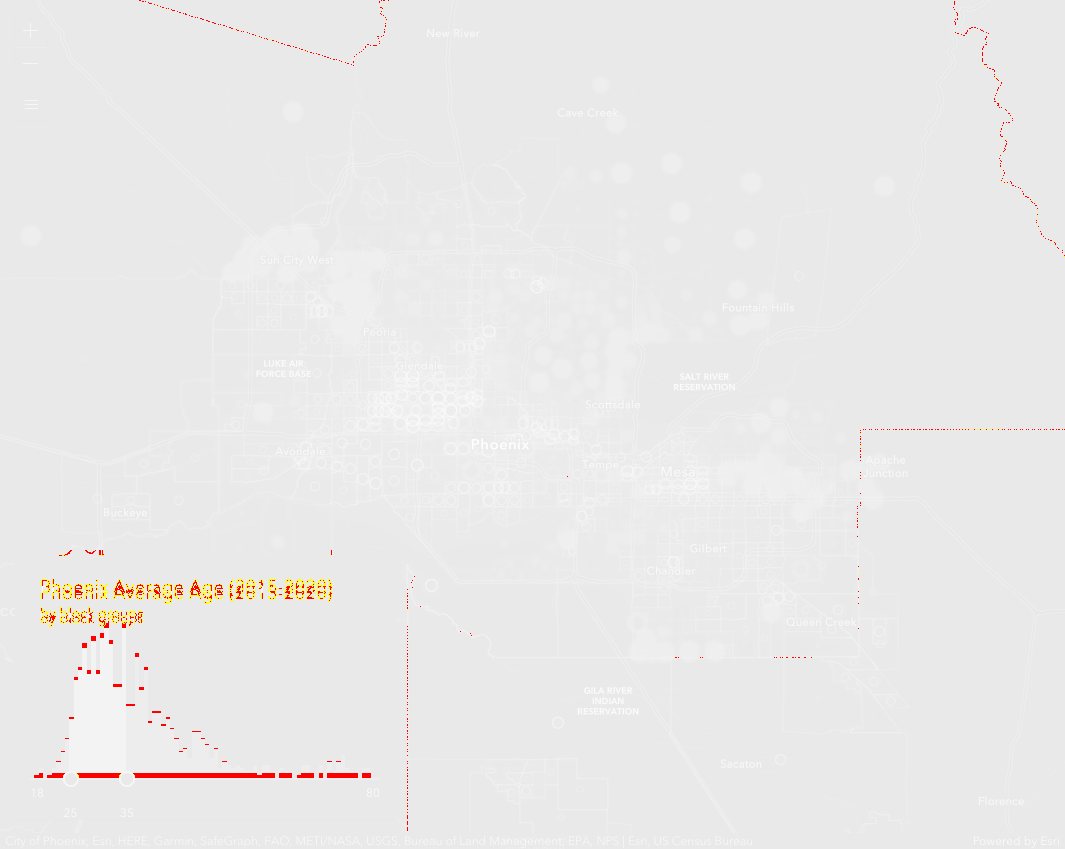 New River
Cave Creek
Sun City West
Fountain Hills
Peoria
Glendale
LUKE AIR
FORCE BASE
SALT RIVER
RESERVATION
Scottsdale
Phoenix
Avondale
Tempe
Mesa
Apache
Junction
Buckeye
Gilbert
Chandler
Phoenix Average Age (2015-2020)
by block groups
Queen Creek
GILA RIVER
INDIAN
RESERVATION
Sacaton
18
80
25
35
Florence
City of Phoenix, Esri, HERE, Garmin, SafeGraph, FAO, METI/NASA, USGS, Bureau of Land Management, EPA, NPS | Esri, US Census Bureau
Powered by Esri